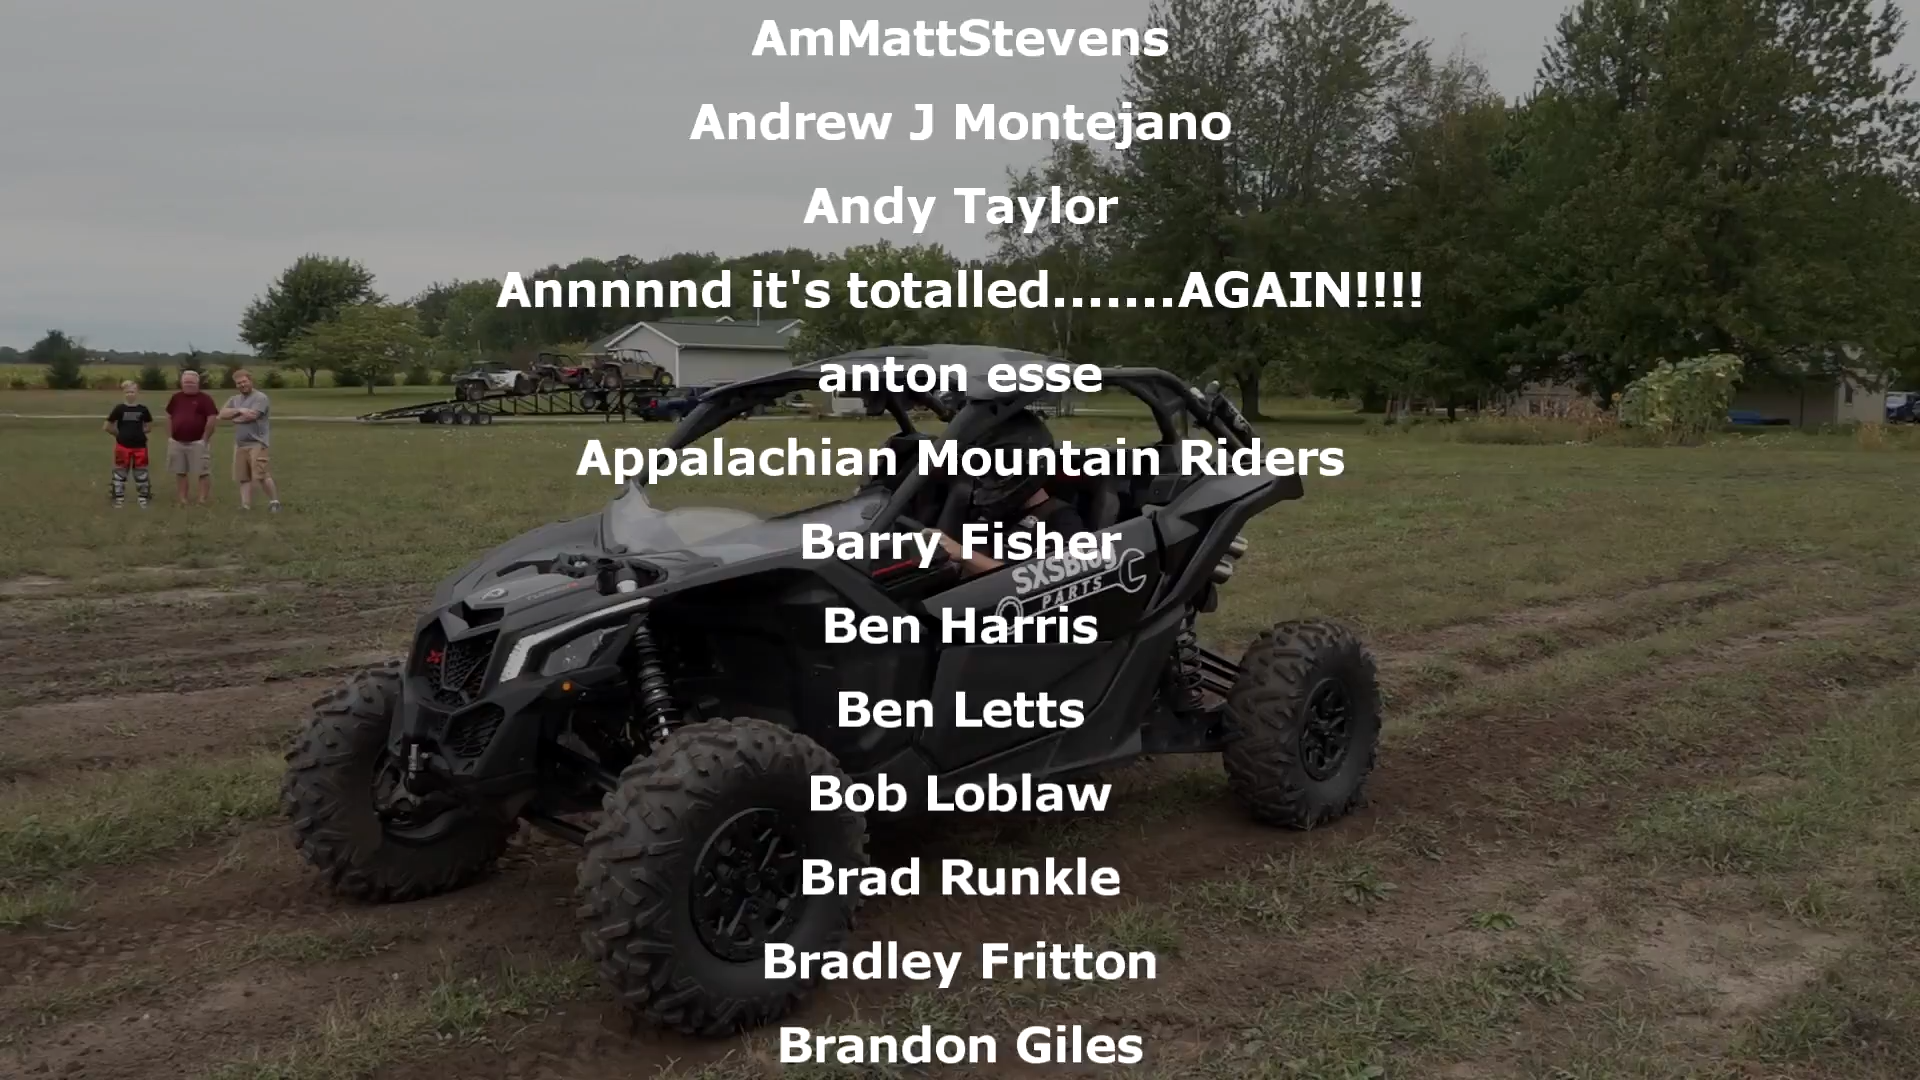 AmMattStevens
Andrew J Montejano
Andy Taylor
Annnnnd it's totalled.......AGAIN!!!!
anton esse
Appalachian Mountain Riders
Barry Fisher
SXSBlog
PARTS
Ben Harris
Ben Letts
Bob Loblaw
Brad Runkle
Bradley Fritton
Brandon Giles